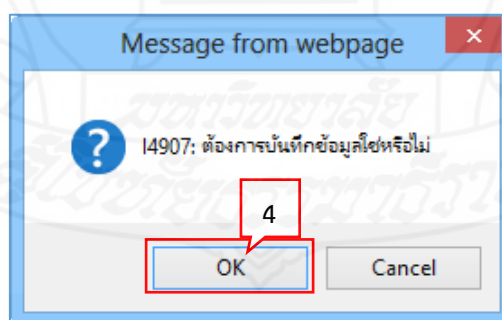 Message from webpage
I4907: ต้องการบันทึกข้อมูลใช่หรือไม่
4
OK
Cancel